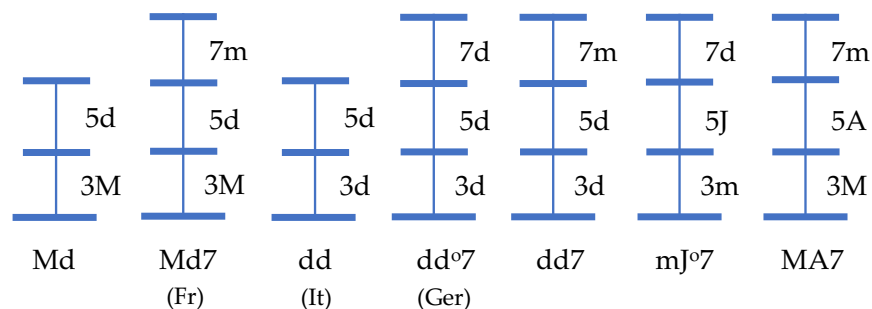 7m 7d 7m 7d 7m
5d 5d 5d 5d 5d 5J 5A
3M 3M 3d 3d 3d 3m 3M
Md Md7 dd ddº7 dd7 mJº7 MA7
(Fr) (It) (Ger)